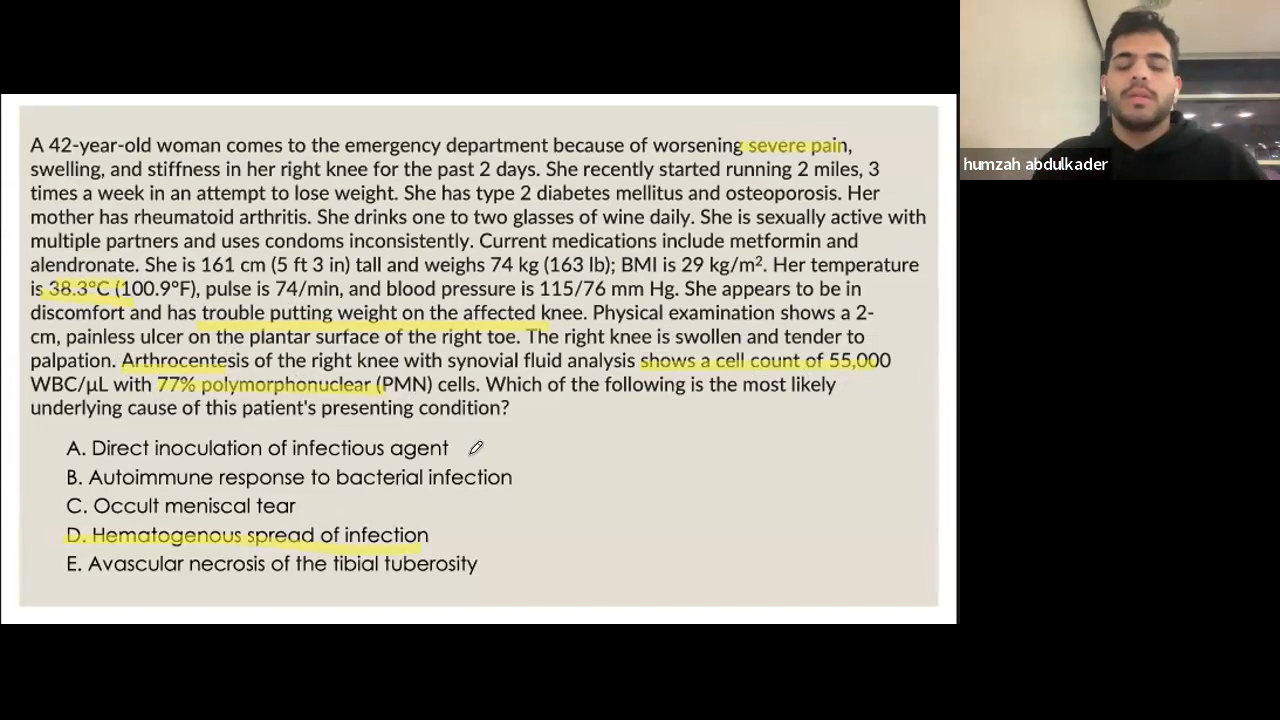 A 42-year-old woman comes to the emergency department because of worsening severe pain,
swelling, and stiffness in her right knee for the past 2 days. She recently started running 2 miles, 3
times a week in an attempt to lose weight. She has type 2 diabetes mellitus and osteoporosis. Her
mother has rheumatoid arthritis. She drinks one to two glasses of wine daily. She is sexually active with
multiple partners and uses condoms inconsistently. Current medications include metformin and
alendronate. She is 161 cm (5 ft 3 in) tall and weighs 74 kg (163 lb); BMI is 29 kg/m². Her temperature
is 38.3°C (100.9°F), pulse is 74/min, and blood pressure is 115/76 mm Hg. She appears to be in
discomfort and has trouble putting weight on the affected knee. Physical examination shows a 2-
cm, painless ulcer on the plantar surface of the right toe. The right knee is swollen and tender to
palpation. Arthrocentesis of the right knee with synovial fluid analysis shows a cell count of 55,000
WBC/μL with 77% polymorphonuclear (PMN) cells. Which of the following is the most likely
underlying cause of this patient's presenting condition?
A. Direct inoculation of infectious agent
B. Autoimmune response to bacterial infection
C. Occult meniscal tear
D. Hematogenous spread of infection
E. Avascular necrosis of the tibial tuberosity
humzah abdulkader